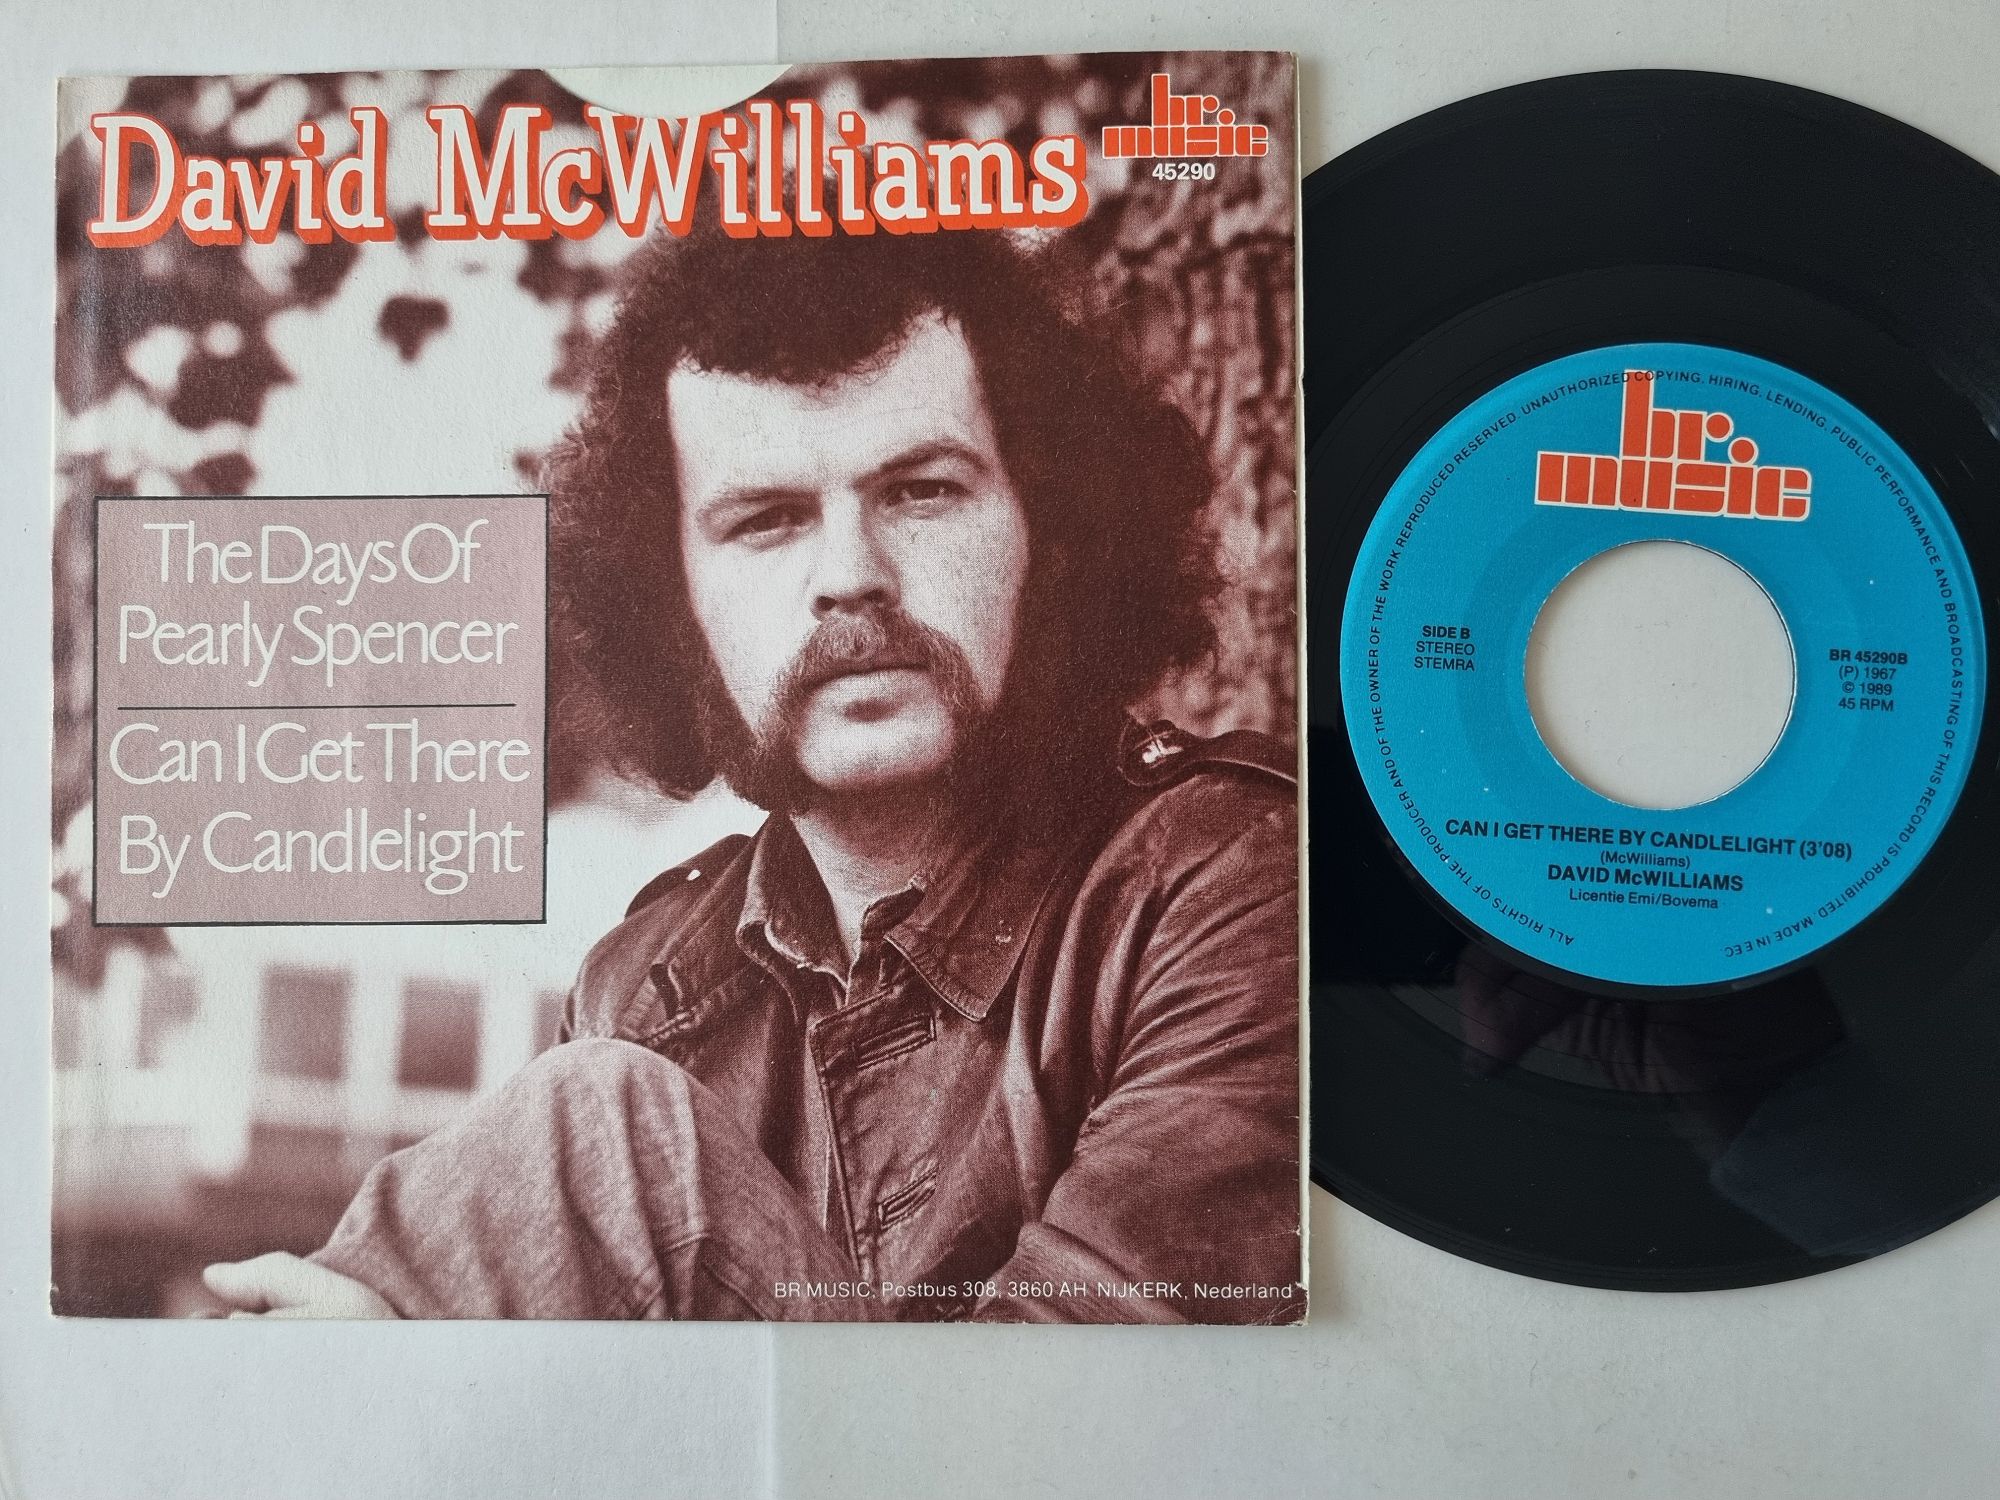 David McWilliams
br.
music
45290
The Days Of
Pearly Spencer
Can I Get There
By Candlelight
BR MUSIC, Postbus 308, 3860 AH NIJKERK, Nederland
br.
music
ALL RIGHTS OF THE PRODUCER AND OF THE OWNER OF THE WORK REPRODUCED RESERVED. UNAUTHORIZED COPYING, HIRING, LENDING, PUBLIC PERFORMANCE AND BROADCASTING OF THIS RECORD IS PROHIBITED. MADE IN EEC
SIDE B
STEREO
STEMRA
BR 45290B
(P) 1967
© 1989
45 RPM
CAN I GET THERE BY CANDLELIGHT (3'08)
(McWilliams)
DAVID McWILLIAMS
Licentie Emi/Bovema